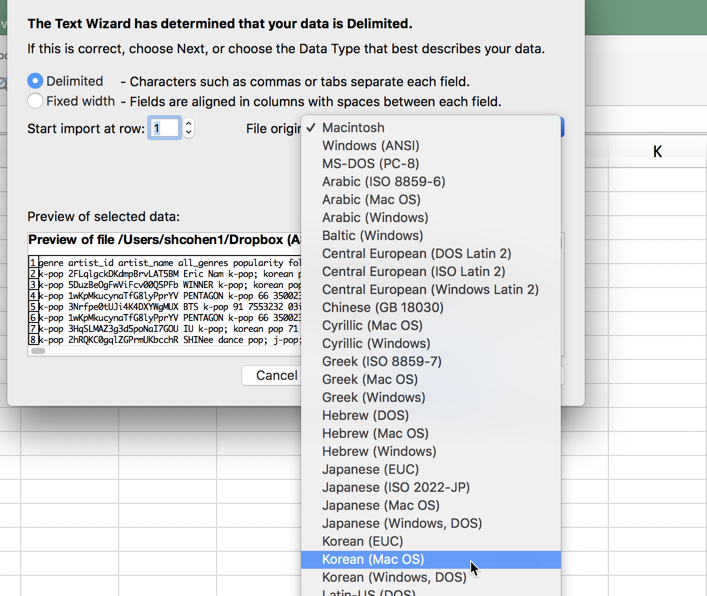 The Text Wizard has determined that your data is Delimited.
If this is correct, choose Next, or choose the Data Type that best describes your data.
Delimited - Characters such as commas or tabs separate each field.
Fixed width - Fields are aligned in columns with spaces between each field.
Start import at row: 1 File origin
✓ Macintosh
Windows (ANSI)
MS-DOS (PC-8)
Arabic (ISO 8859-6)
Arabic (Mac OS)
Arabic (Windows)
Baltic (Windows)
Central European (DOS Latin 2)
Central European (ISO Latin 2)
Central European (Windows Latin 2)
Chinese (GB 18030)
Cyrillic (Mac OS)
Cyrillic (Windows)
Greek (ISO 8859-7)
Greek (Mac OS)
Greek (Windows)
Hebrew (DOS)
Hebrew (Mac OS)
Hebrew (Windows)
Japanese (EUC)
Japanese (ISO 2022-JP)
Japanese (Mac OS)
Japanese (Windows, DOS)
Korean (EUC)
Korean (Mac OS)
Korean (Windows, DOS)
Latin-US (DOS)
K
Preview of selected data:
Preview of file /Users/shcohen1/Dropbox (A
1 genre artist_id artist_name all_genres popularity fol
2 k-pop 2FLqlgckDKdmpBrvLAT5BM Eric Nam k-pop; korean p
3 k-pop 5DuzBeOgFwViFcv00Q5PFb WINNER k-pop; korean pop
4 k-pop 1wKpMkucynaTfG8lyPprYV PENTAGON k-pop 66 350023
5 k-pop 3Nrfpe0tUJi4K4DXYWgMUX BTS k-pop 91 7553232 03i
6 k-pop 1wKpMkucynaTfG8lyPprYV PENTAGON k-pop 66 350023
7 k-pop 3HqSLMAZ3g3d5poNaI7GOU IU k-pop; korean pop 71
8 k-pop 2hRQKC0gqlZGPrmUKbcchR SHINee dance pop; j-pop;
Cancel